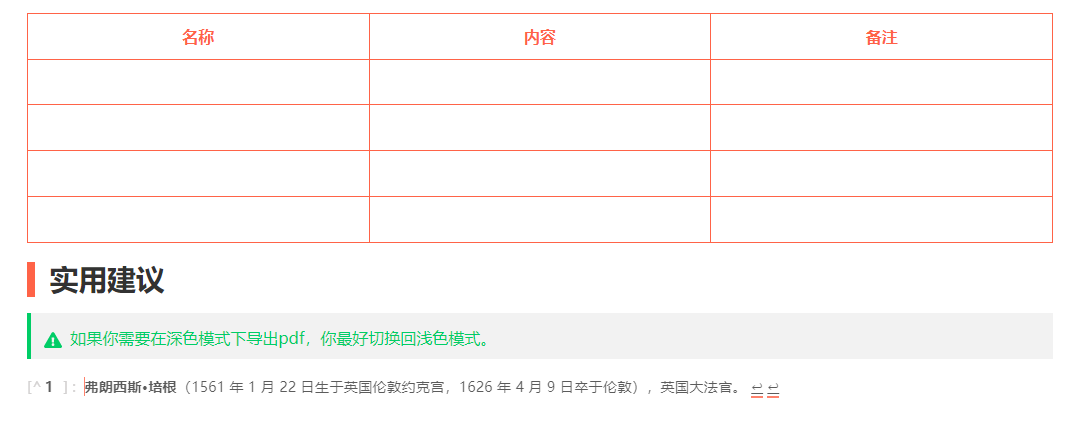 名称 内容 备注
实用建议
如果你需要在深色模式下导出pdf，你最好切换回浅色模式。
[^ 1 ] : 弗朗西斯•培根（1561 年 1 月 22 日生于英国伦敦约克宫，1626 年 4 月 9 日卒于伦敦），英国大法官。 ↩ ↩